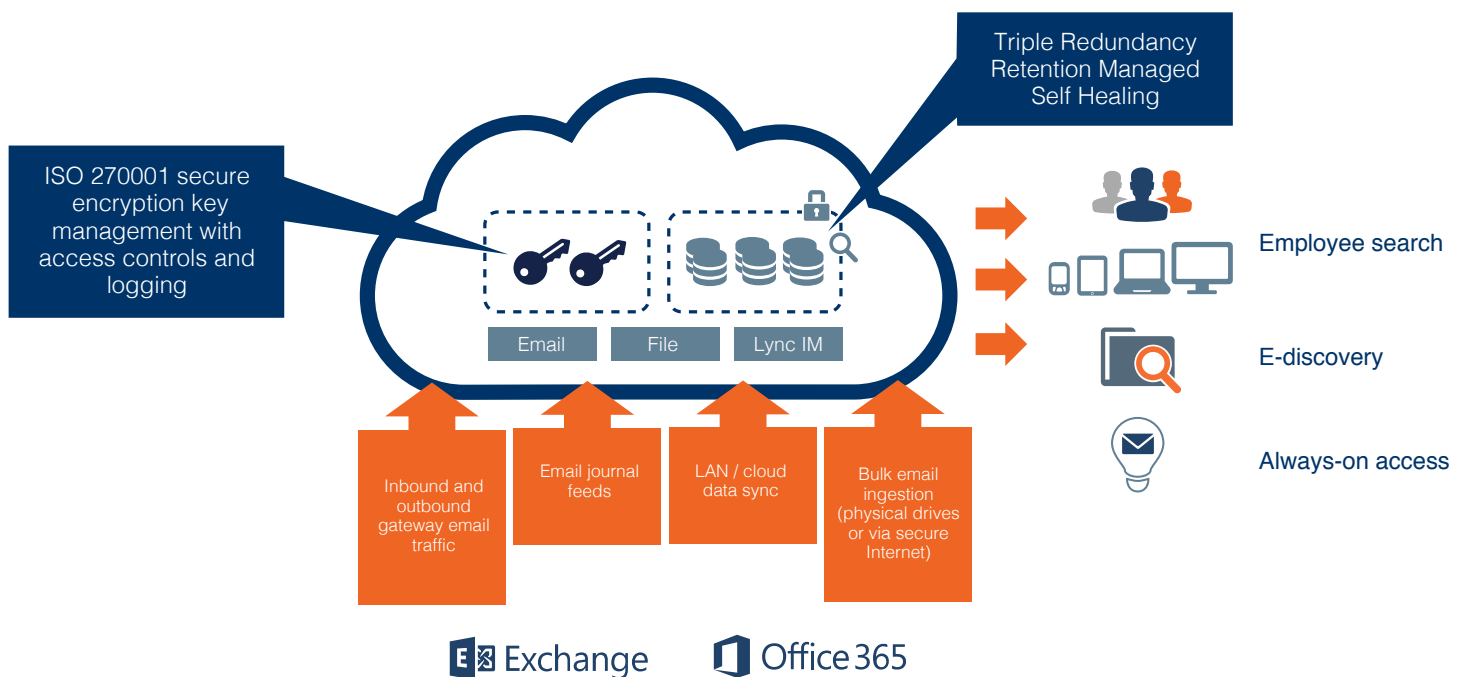 Triple Redundancy
Retention Managed
Self Healing
ISO 270001 secure
encryption key
management with
access controls and
logging
Email
File
Lync IM
Employee search
E-discovery
Always-on access
Inbound and
outbound
gateway email
traffic
Email journal
feeds
LAN / cloud
data sync
Bulk email
ingestion
(physical drives
or via secure
Internet)
E Exchange
Office 365